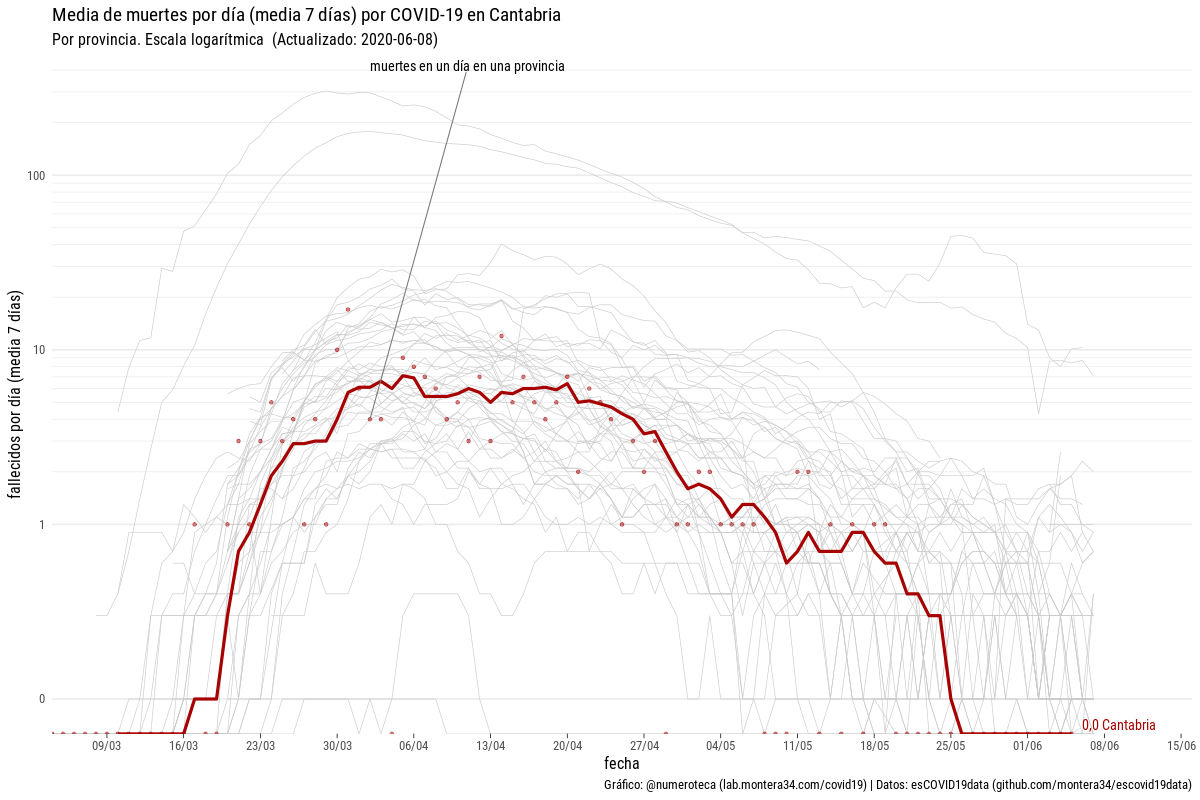 Media de muertes por día (media 7 días) por COVID-19 en Cantabria
Por provincia. Escala logarítmica (Actualizado: 2020-06-08)
muertes en un día en una provincia
fallecidos por día (media 7 días)
100
10
1
0
0,0 Cantabria
09/03 16/03 23/03 30/03 06/04 13/04 20/04 27/04 04/05 11/05 18/05 25/05 01/06 08/06 15/06
fecha
Gráfico: @numeroteca (lab.montera34.com/covid19) | Datos: esCOVID19data (github.com/montera34/escovid19data)